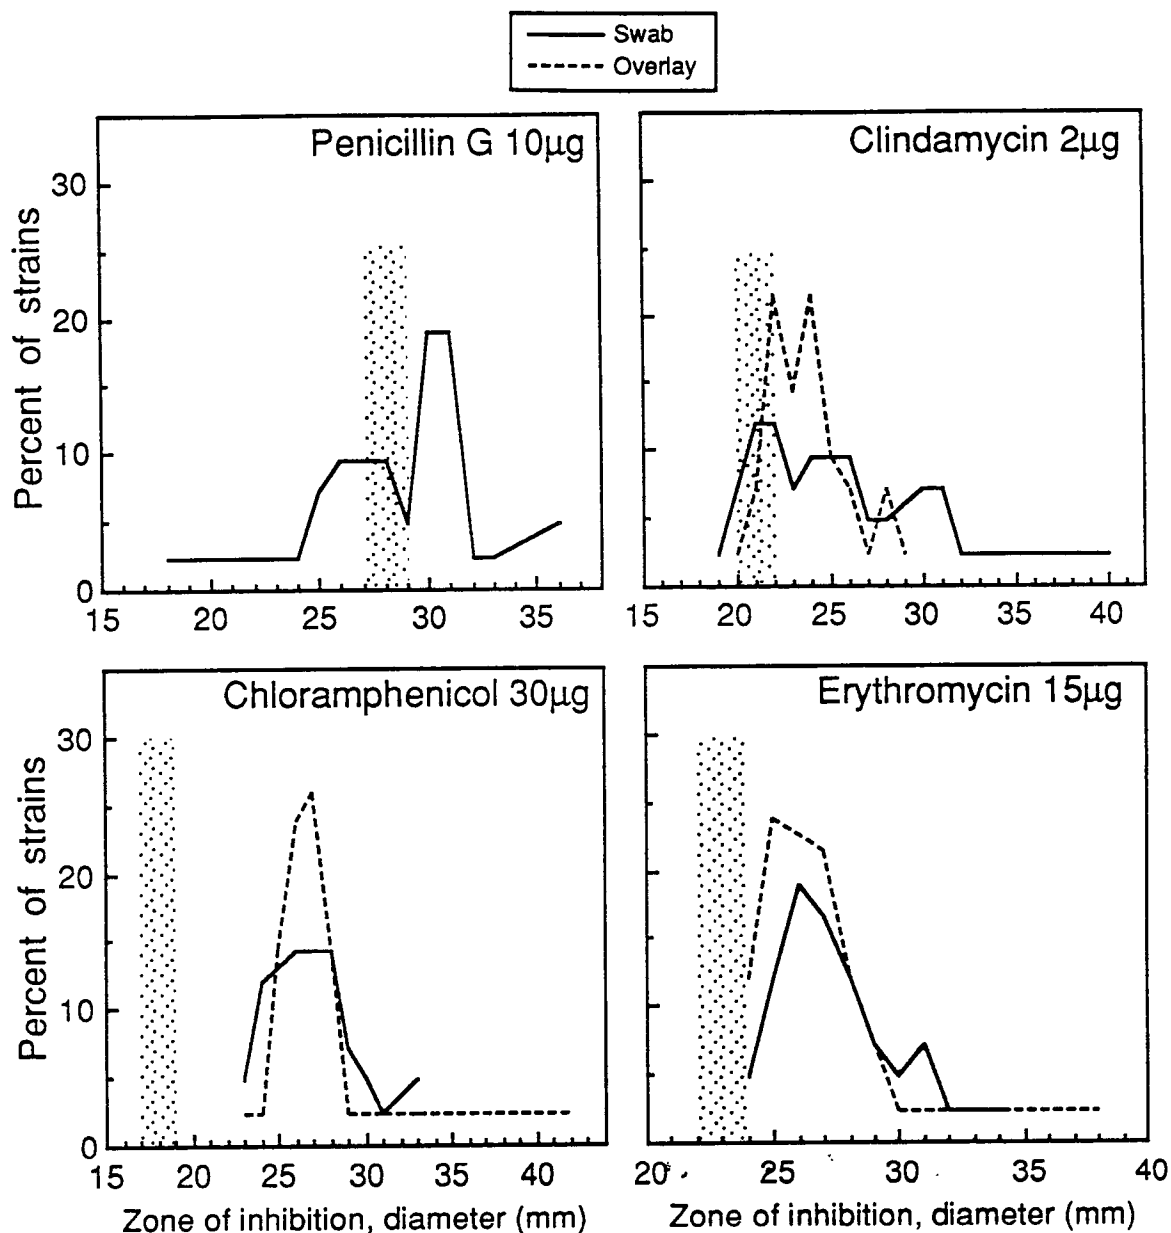 Swab
Overlay
Penicillin G 10µg
Clindamycin 2µg
Percent of strains
30
20
10
0
15 20 25 30 35
15 20 25 30 35 40
Chloramphenicol 30µg
Erythromycin 15µg
Percent of strains
30
20
10
0
15 20 25 30 35 40
20 25 30 35 40
Zone of inhibition, diameter (mm)
Zone of inhibition, diameter (mm)